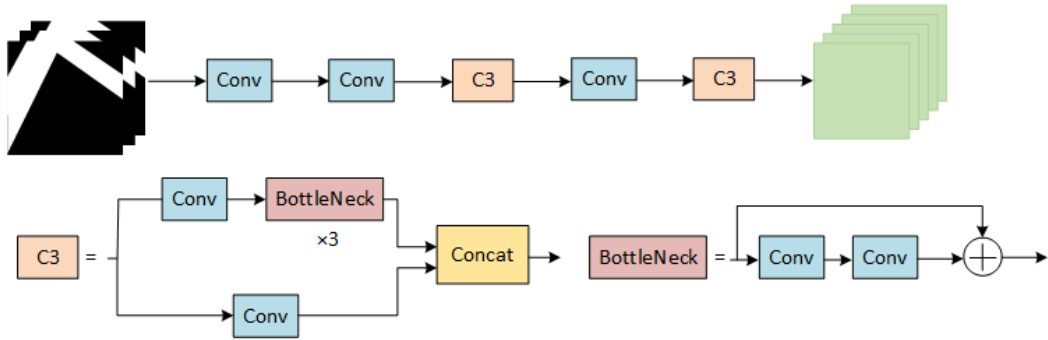 Conv Conv C3 Conv C3
Conv BottleNeck
×3
C3 = Concat BottleNeck = Conv Conv
Conv